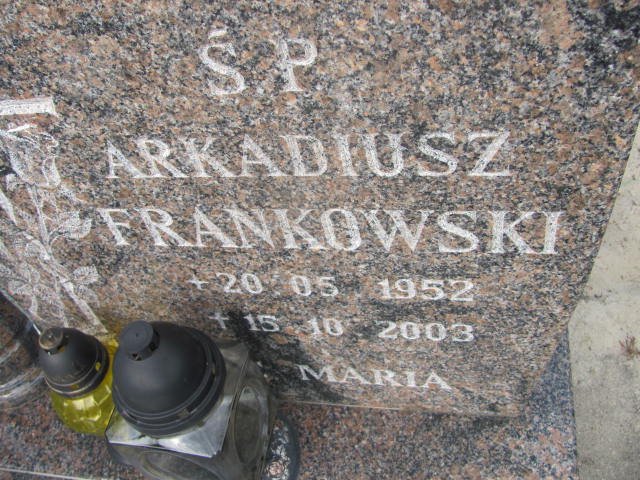 Ś.P
ARKADIUSZ
FRANKOWSKI
+20 05 1952
+15.10 2003
MARIA